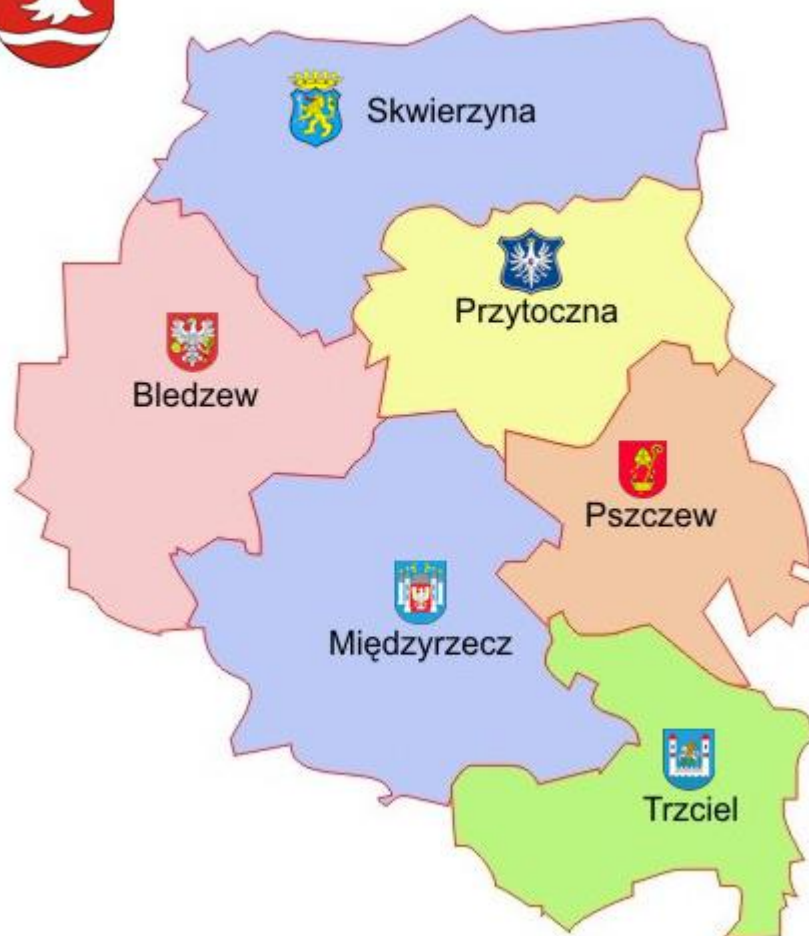 Skwierzyna
Przytoczna
Bledzew
Pszczew
Międzyrzecz
Trzciel